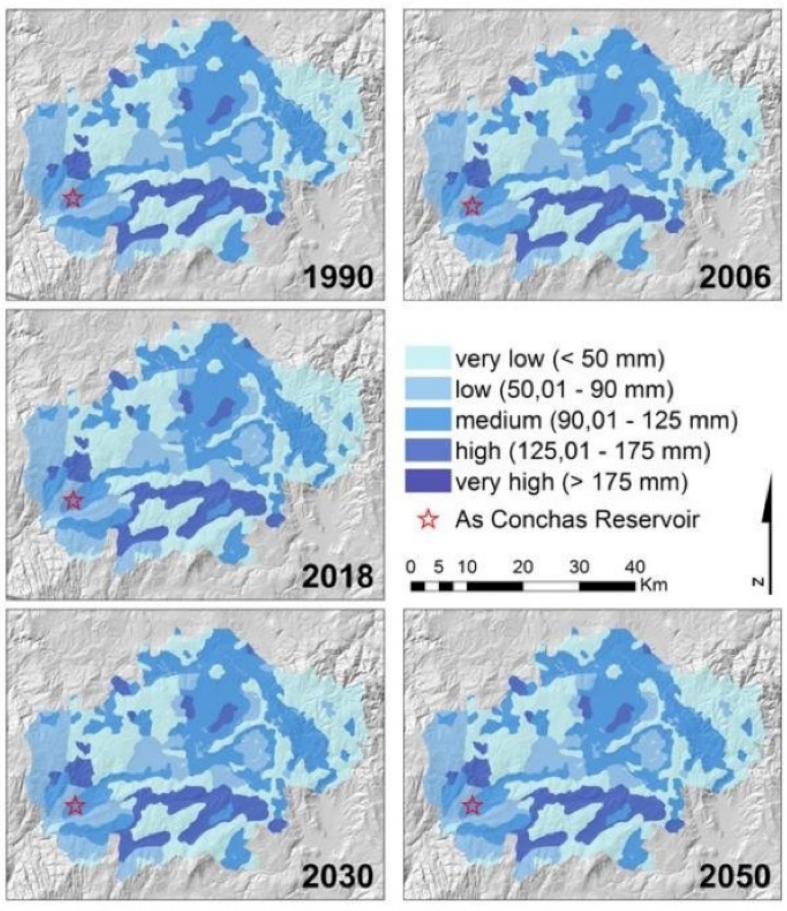 1990
2006
2018
very low (< 50 mm)
low (50,01 - 90 mm)
medium (90,01 - 125 mm)
high (125,01 - 175 mm)
very high (> 175 mm)
As Conchas Reservoir
0 5 10 20 30 40
Km
N
2030
2050